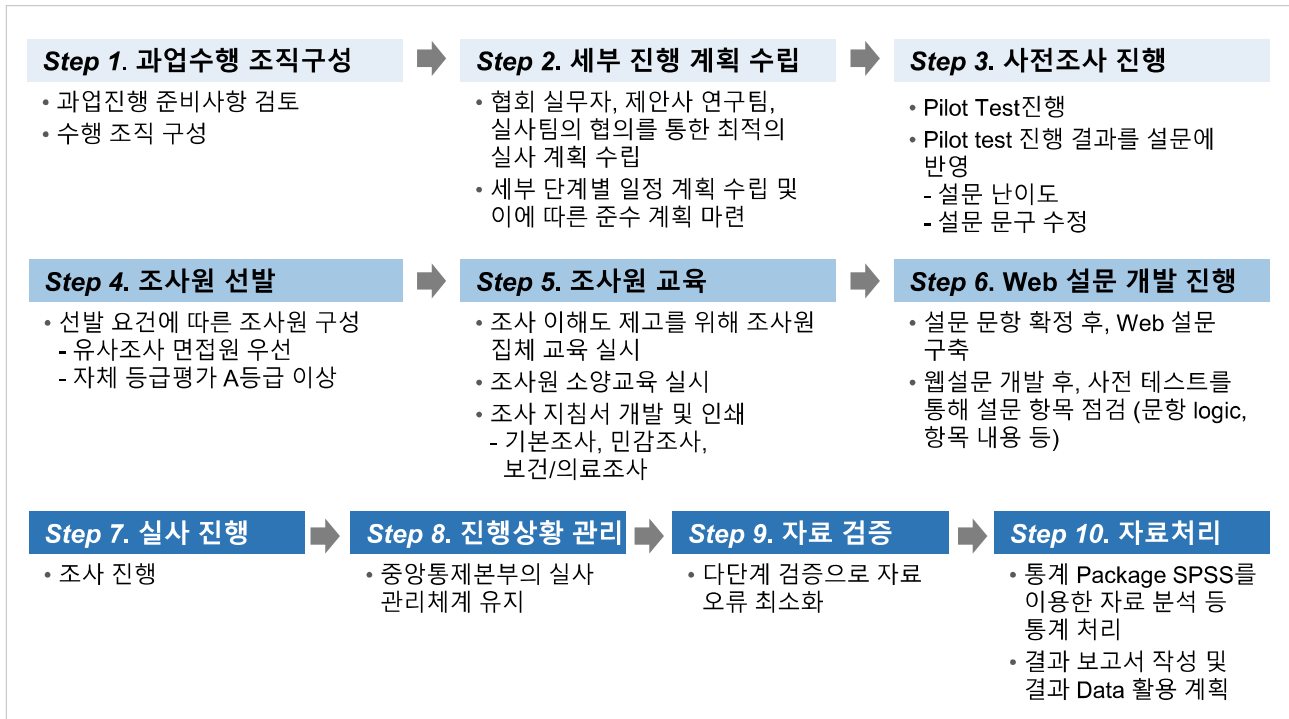 Step 1. 과업수행 조직구성
• 과업진행 준비사항 검토
• 수행 조직 구성
Step 2. 세부 진행 계획 수립
• 협회 실무자, 제안사 연구팀,
실사팀의 협의를 통한 최적의
실사 계획 수립
• 세부 단계별 일정 계획 수립 및
이에 따른 준수 계획 마련
Step 3. 사전조사 진행
• Pilot Test진행
• Pilot test 진행 결과를 설문에
반영
- 설문 난이도
- 설문 문구 수정
Step 4. 조사원 선발
• 선발 요건에 따른 조사원 구성
- 유사조사 면접원 우선
- 자체 등급평가 A등급 이상
Step 5. 조사원 교육
• 조사 이해도 제고를 위해 조사원
집체 교육 실시
• 조사원 소양교육 실시
• 조사 지침서 개발 및 인쇄
- 기본조사, 민감조사,
보건/의료조사
Step 6. Web 설문 개발 진행
• 설문 문항 확정 후, Web 설문
구축
• 웹설문 개발 후, 사전 테스트를
통해 설문 항목 점검 (문항 logic,
항목 내용 등)
Step 7. 실사 진행
• 조사 진행
Step 8. 진행상황 관리
• 중앙통제본부의 실사
관리체계 유지
Step 9. 자료 검증
• 다단계 검증으로 자료
오류 최소화
Step 10. 자료처리
• 통계 Package SPSS를
이용한 자료 분석 등
통계 처리
• 결과 보고서 작성 및
결과 Data 활용 계획